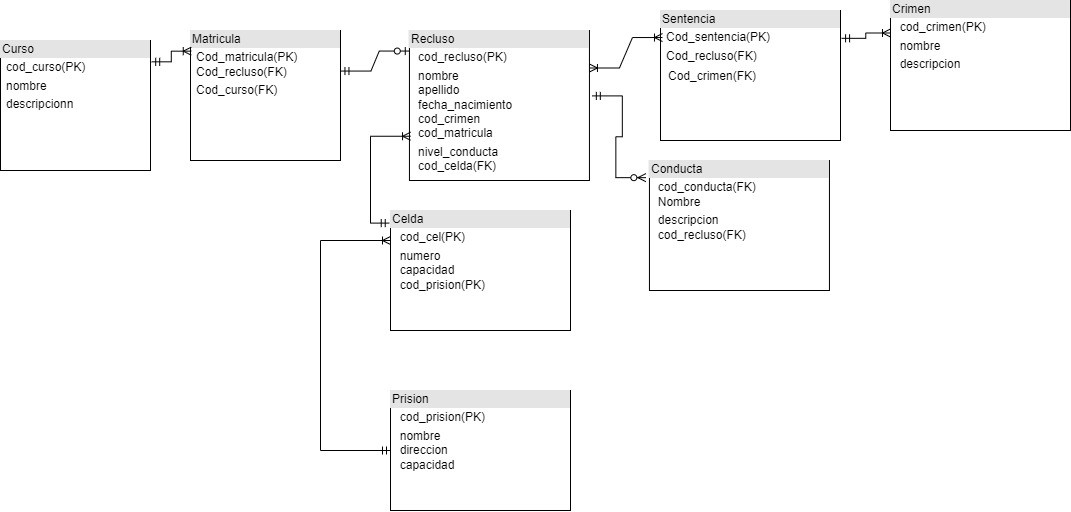 Curso
cod_curso(PK)
nombre
descripcionn
Matricula
Cod_matricula(PK)
Cod_recluso(FK)
Cod_curso(FK)
Recluso
cod_recluso(PK)
nombre
apellido
fecha_nacimiento
cod_crimen
cod_matricula
nivel_conducta
cod_celda(FK)
Sentencia
Cod_sentencia(PK)
Cod_recluso(FK)
Cod_crimen(FK)
Crimen
cod_crimen(PK)
nombre
descripcion
Conducta
cod_conducta(FK)
Nombre
descripcion
cod_recluso(FK)
Celda
cod_cel(PK)
numero
capacidad
cod_prision(PK)
Prision
cod_prision(PK)
nombre
direccion
capacidad